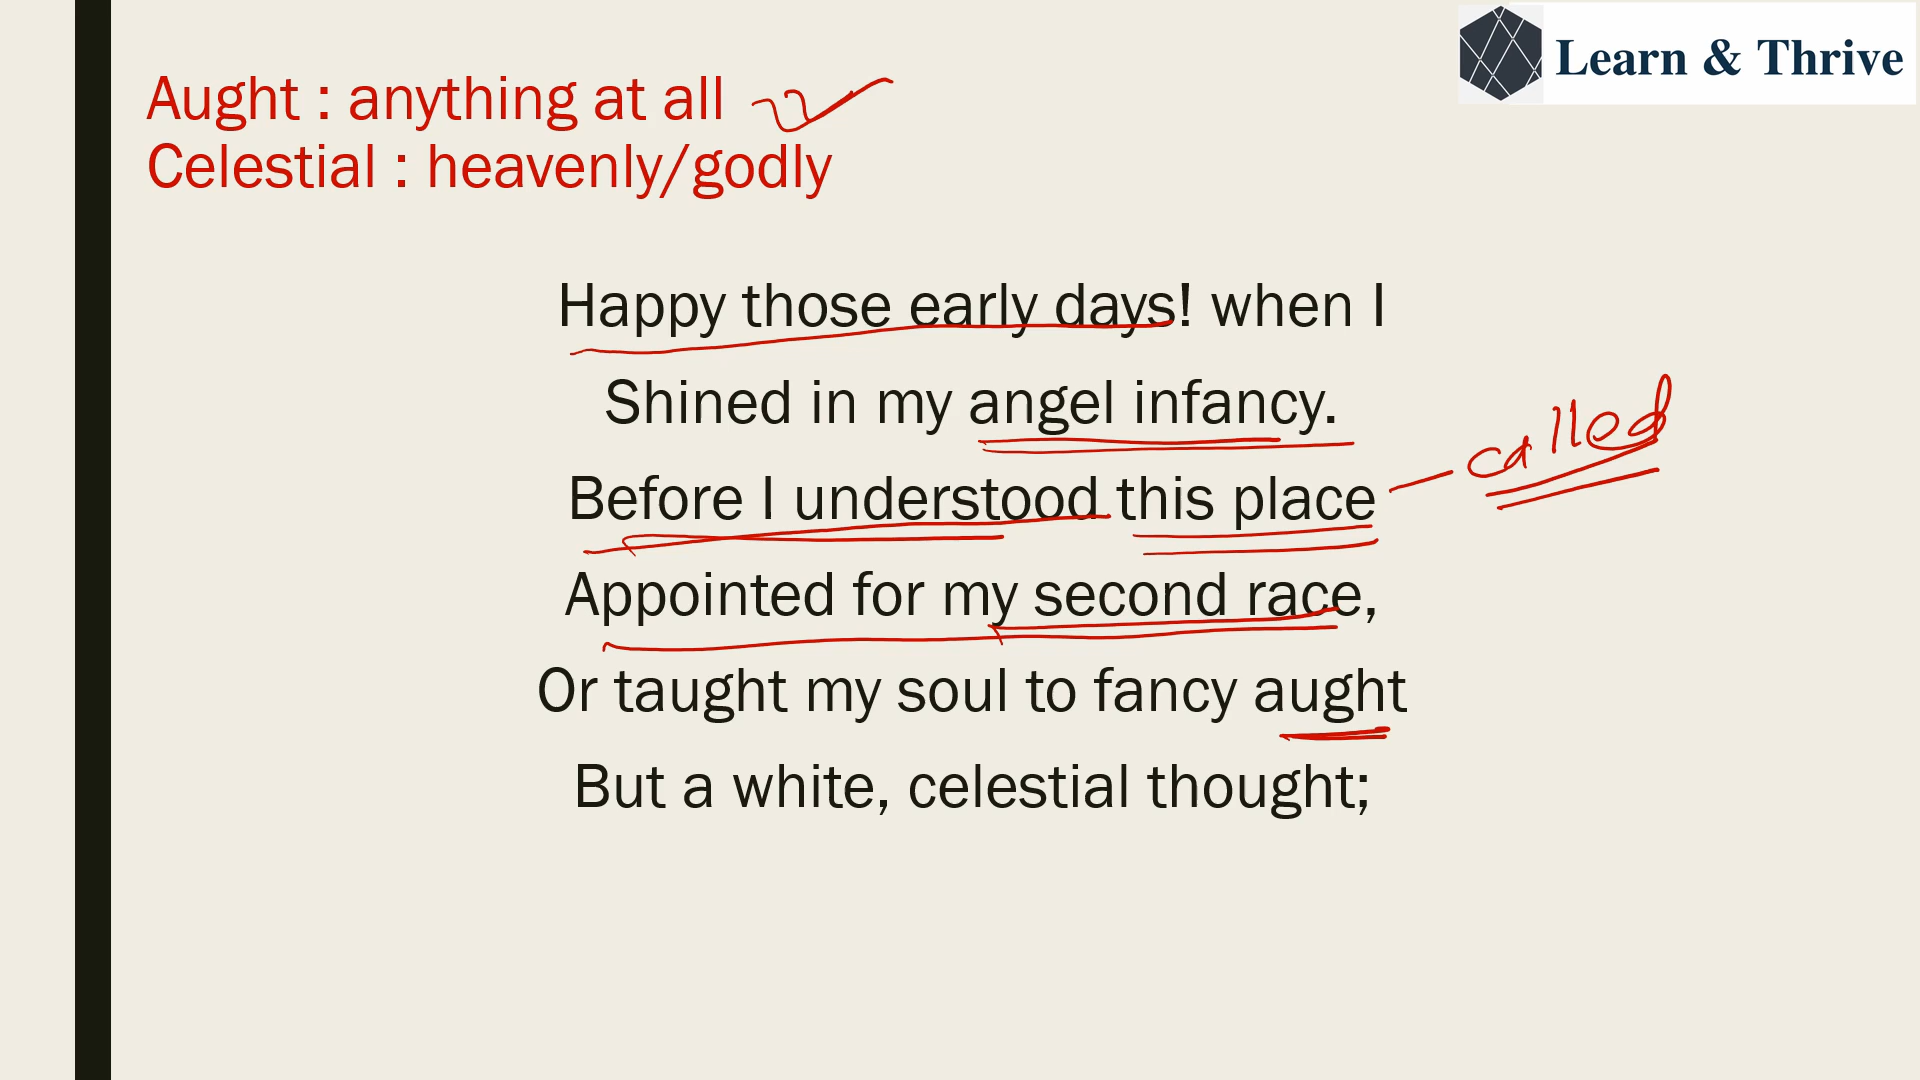 Learn & Thrive
Aught : anything at all
Celestial : heavenly/godly
Happy those early days! when I
Shined in my angel infancy.
called
Before I understood this place
Appointed for my second race,
Or taught my soul to fancy aught
But a white, celestial thought;